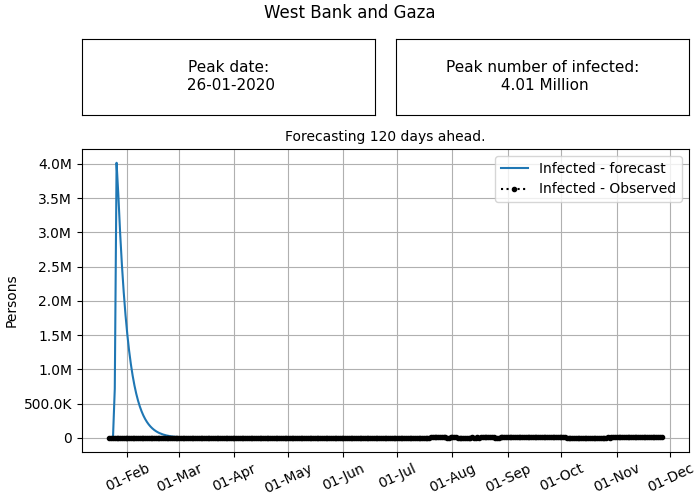 West Bank and Gaza
Peak date:
26-01-2020
Peak number of infected:
4.01 Million
Forecasting 120 days ahead.
Infected - forecast
Infected - Observed
Persons
4.0M
3.5M
3.0M
2.5M
2.0M
1.5M
1.0M
500.0K
0
01-Feb
01-Mar
01-Apr
01-May
01-Jun
01-Jul
01-Aug
01-Sep
01-Oct
01-Nov
01-Dec